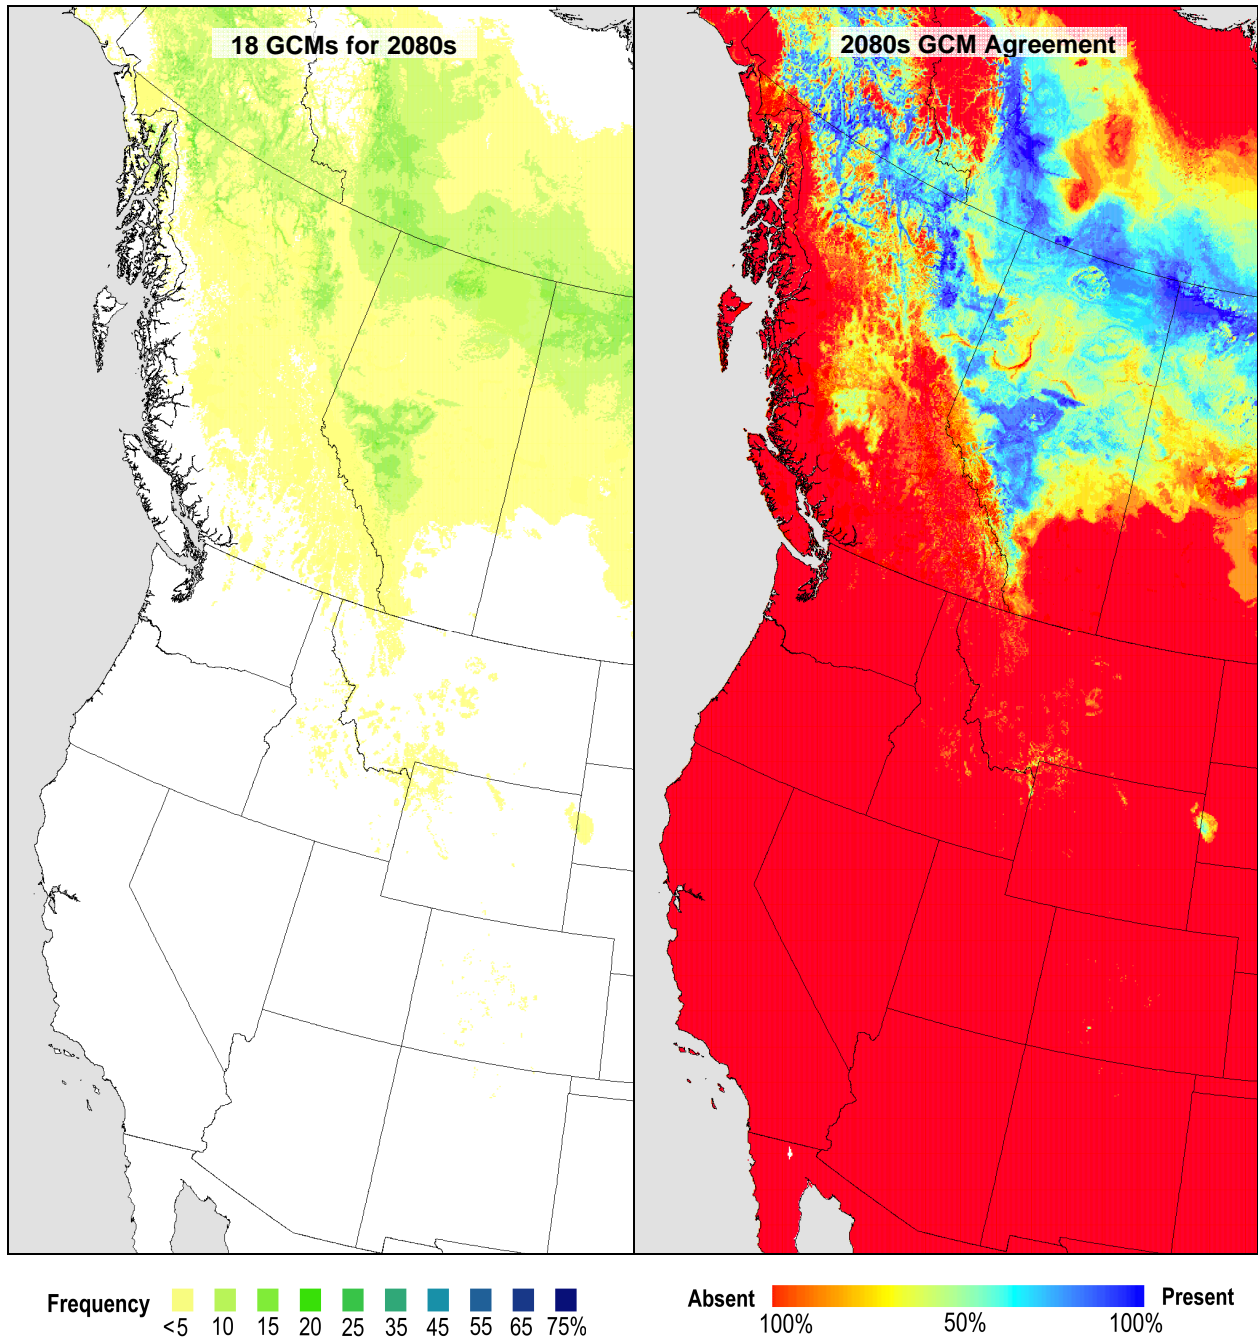 18 GCMs for 2080s
2080s GCM Agreement
Frequency
<5 10 15 20 25 35 45 55 65 75%
Absent
Present
100% 50% 100%